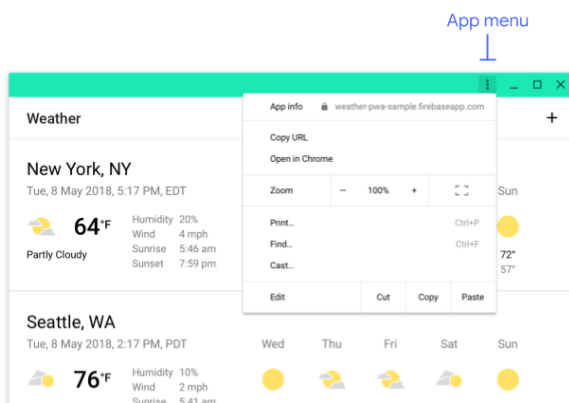 App menu
Weather
+
App info weather-pwa-sample.firebaseapp.com
Copy URL
Open in Chrome
Zoom − 100% +
Print... Ctrl+P
Find... Ctrl+F
Cast...
Edit Cut Copy Paste
New York, NY
Tue, 8 May 2018, 5:17 PM, EDT
Sun
64°F
Partly Cloudy
Humidity 20%
Wind 4 mph
Sunrise 5:46 am
Sunset 7:59 pm
72°
57°
Seattle, WA
Tue, 8 May 2018, 2:17 PM, PDT
Wed Thu Fri Sat Sun
76°F
Humidity 10%
Wind 2 mph
Sunrise 5:41 am